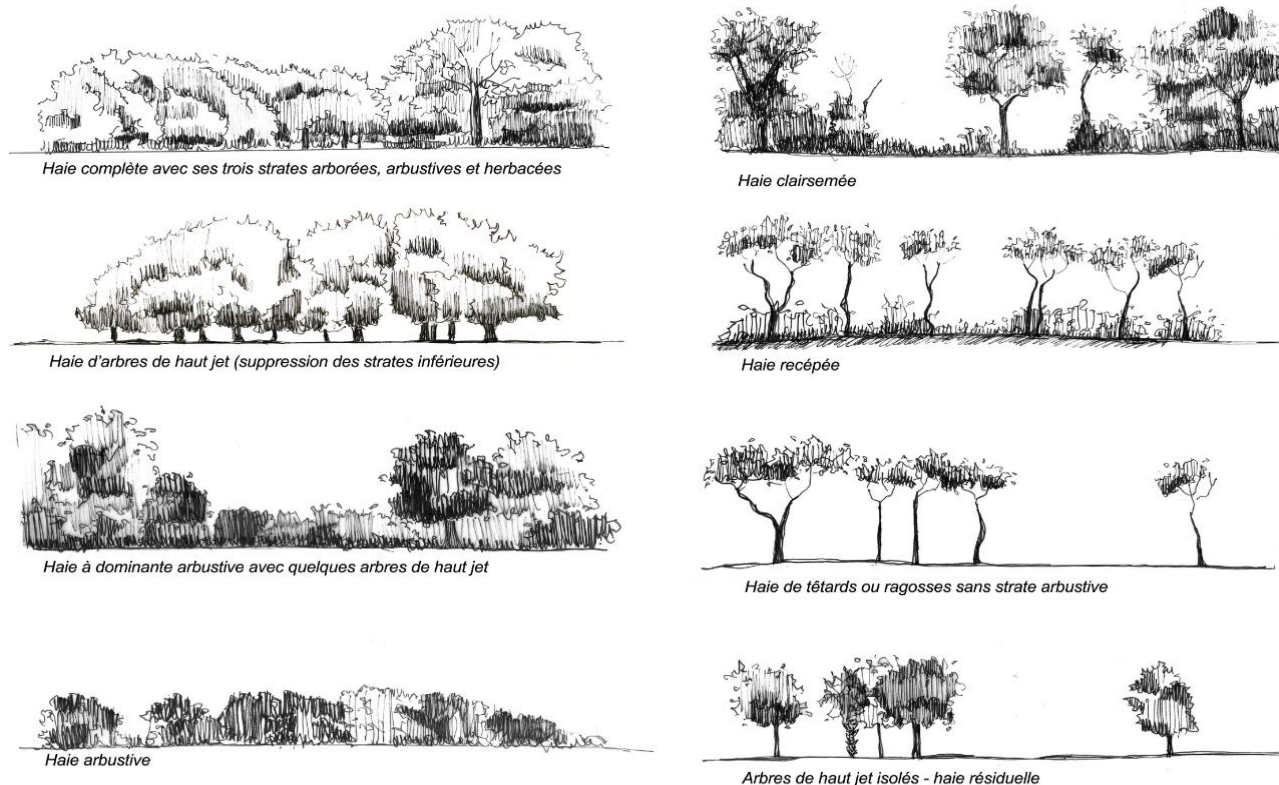 Haie complète avec ses trois strates arborées, arbustives et herbacées
Haie d'arbres de haut jet (suppression des strates inférieures)
Haie à dominante arbustive avec quelques arbres de haut jet
Haie arbustive
Haie clairsemée
Haie recépée
Haie de têtards ou ragosses sans strate arbustive
Arbres de haut jet isolés - haie résiduelle